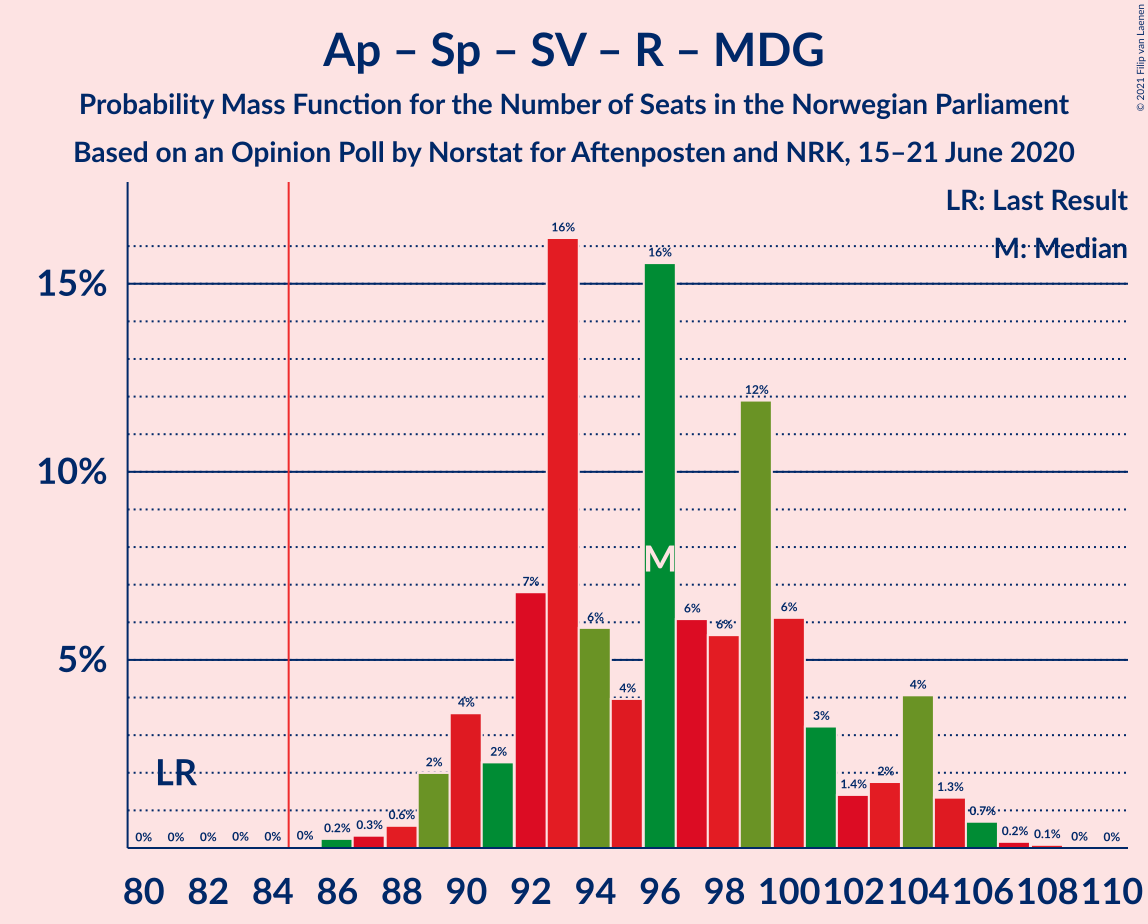 Ap – Sp – SV – R – MDG
Probability Mass Function for the Number of Seats in the Norwegian Parliament
Based on an Opinion Poll by Norstat for Aftenposten and NRK, 15–21 June 2020
© 2021 Filip van Laenen
LR: Last Result
M: Median
15%
10%
5%
LR
M
0% 0% 0% 0% 0% 0% 0.2% 0.3% 0.6% 2% 4% 2% 7% 16% 6% 4% 16% 6% 6% 12% 6% 3% 1.4% 2% 4% 1.3% 0.7% 0.2% 0.1% 0% 0%
80 82 84 86 88 90 92 94 96 98 100 102 104 106 108 110